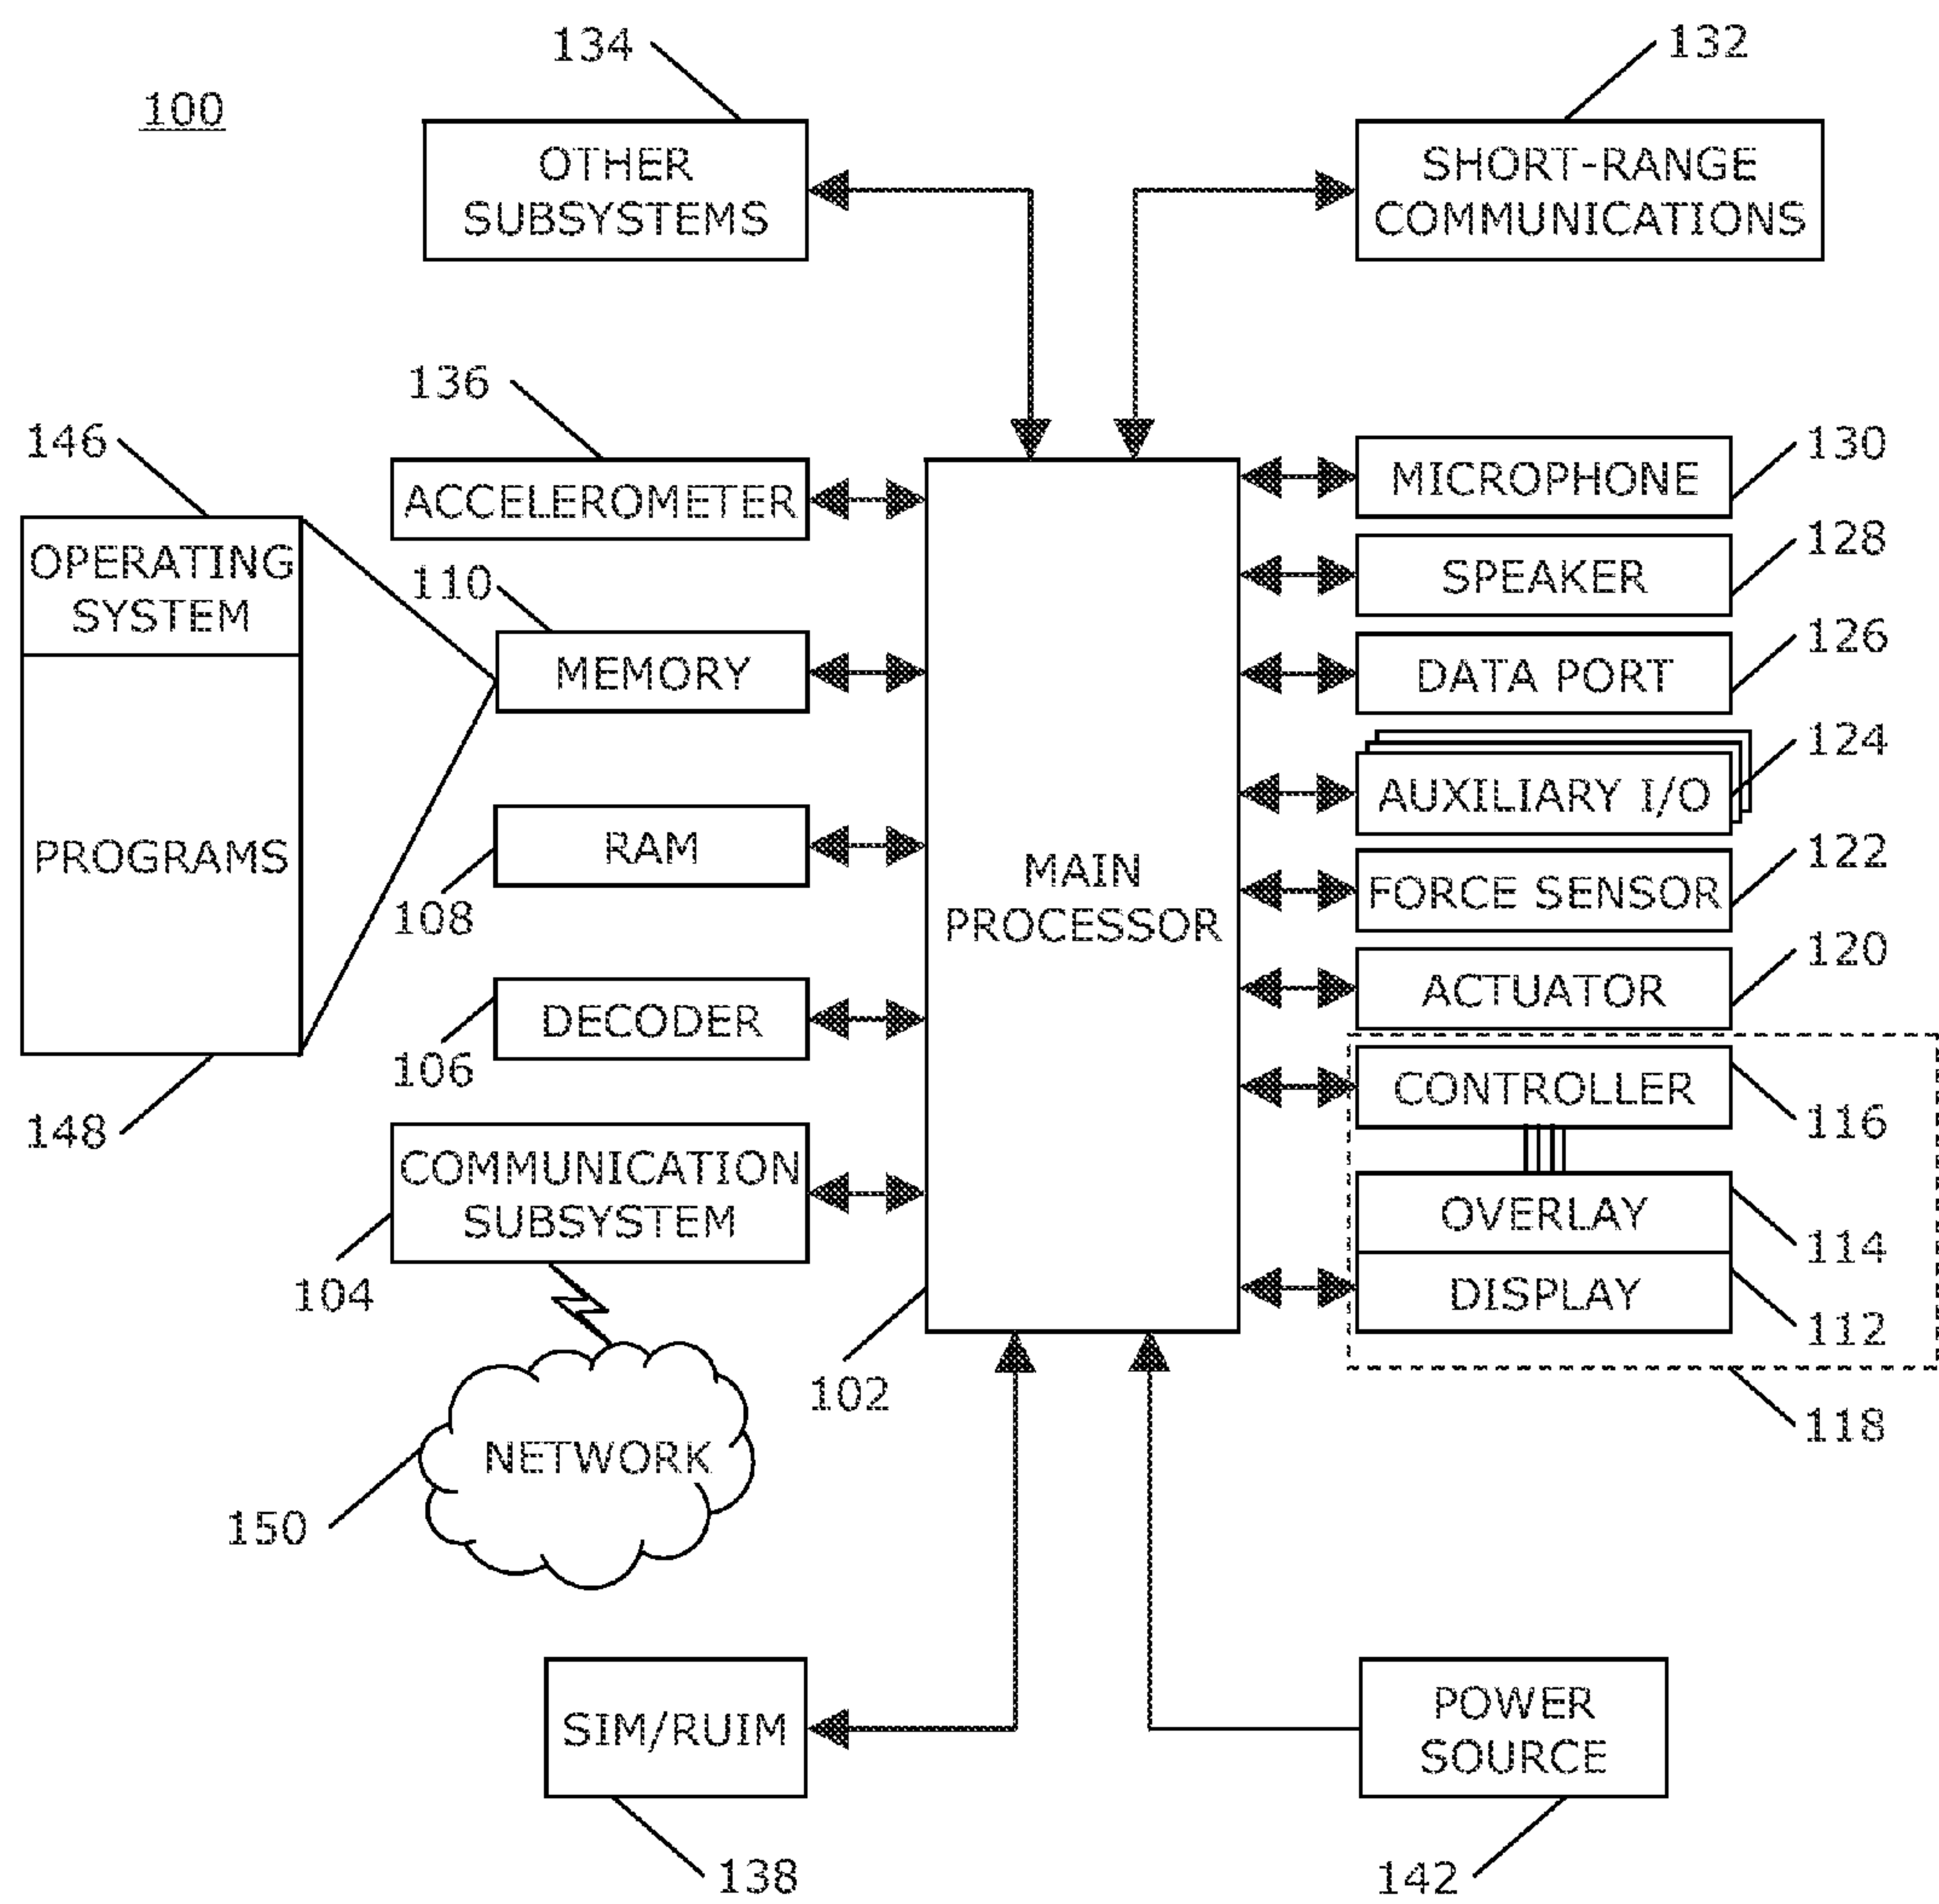 134
132
100
OTHER
SUBSYSTEMS
SHORT-RANGE
COMMUNICATIONS
136
146
ACCELEROMETER
110
OPERATING
SYSTEM
MEMORY
PROGRAMS
RAM
108
DECODER
106
148
COMMUNICATION
SUBSYSTEM
104
MAIN
PROCESSOR
102
MICROPHONE
130
SPEAKER
128
DATA PORT
126
AUXILIARY I/O
124
FORCE SENSOR
122
ACTUATOR
120
CONTROLLER
116
OVERLAY
114
DISPLAY
112
118
NETWORK
150
SIM/RUIM
138
POWER
SOURCE
142